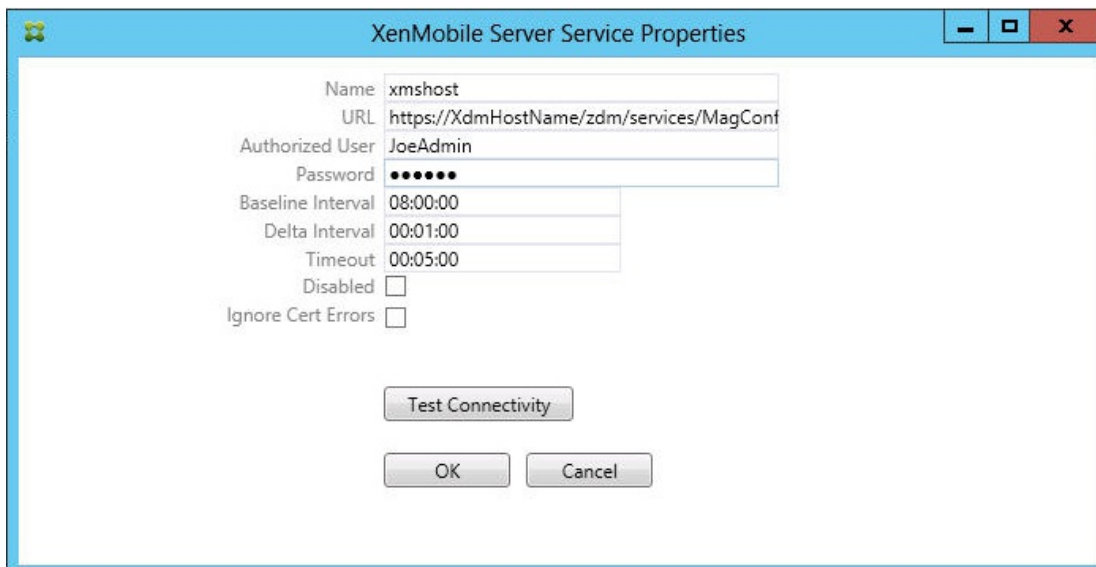 XenMobile Server Service Properties
Name xmshost
URL https://XdmHostName/zdm/services/MagConf
Authorized User JoeAdmin
Password ●●●●●●
Baseline Interval 08:00:00
Delta Interval 00:01:00
Timeout 00:05:00
Disabled
Ignore Cert Errors
Test Connectivity
OK Cancel